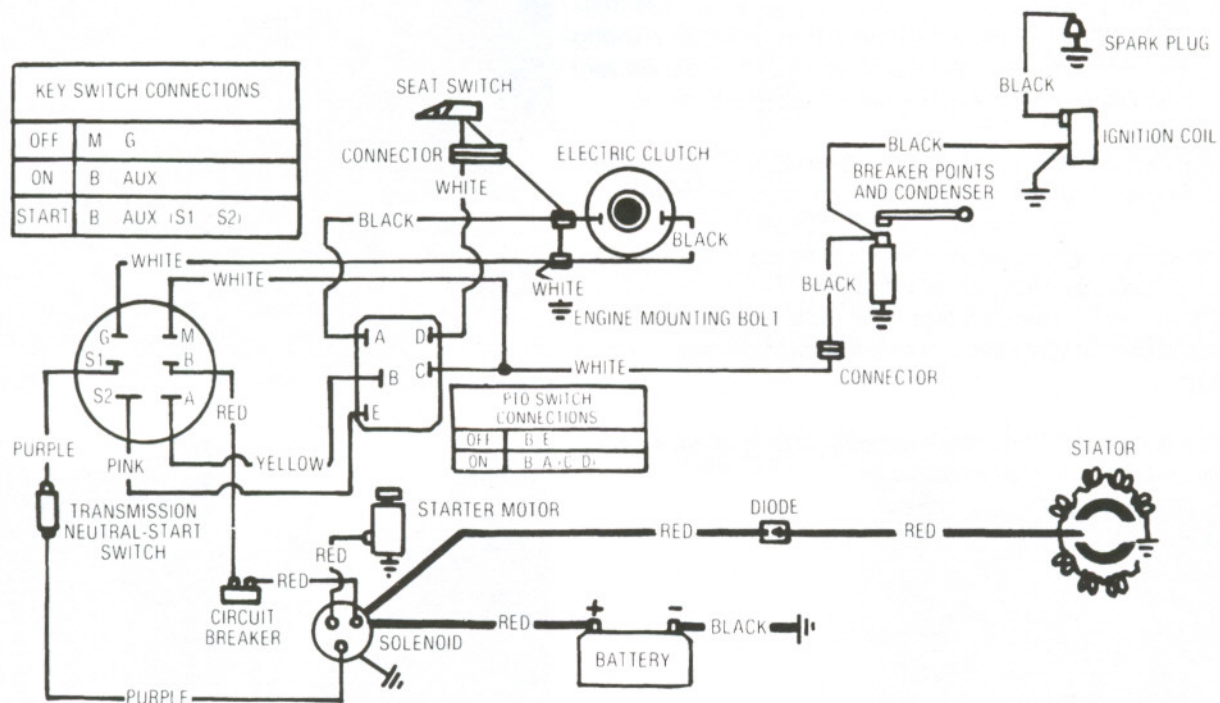 SPARK PLUG
BLACK
IGNITION COIL
BLACK
BREAKER POINTS
AND CONDENSER
KEY SWITCH CONNECTIONS
OFF M G
ON B AUX
START B AUX (S1 S2)
SEAT SWITCH
CONNECTOR
WHITE
ELECTRIC CLUTCH
BLACK
BLACK
WHITE
WHITE
WHITE
ENGINE MOUNTING BOLT
BLACK
CONNECTOR
G M
S1 B
S2 A
A D
B C
E
WHITE
PTO SWITCH
CONNECTIONS
OFF B E
ON B A (C D)
RED
PURPLE
PINK
YELLOW
TRANSMISSION
NEUTRAL-START
SWITCH
STARTER MOTOR
RED
RED
DIODE
RED
STATOR
RED
CIRCUIT
BREAKER
SOLENOID
RED
+ -
BLACK
BATTERY
PURPLE